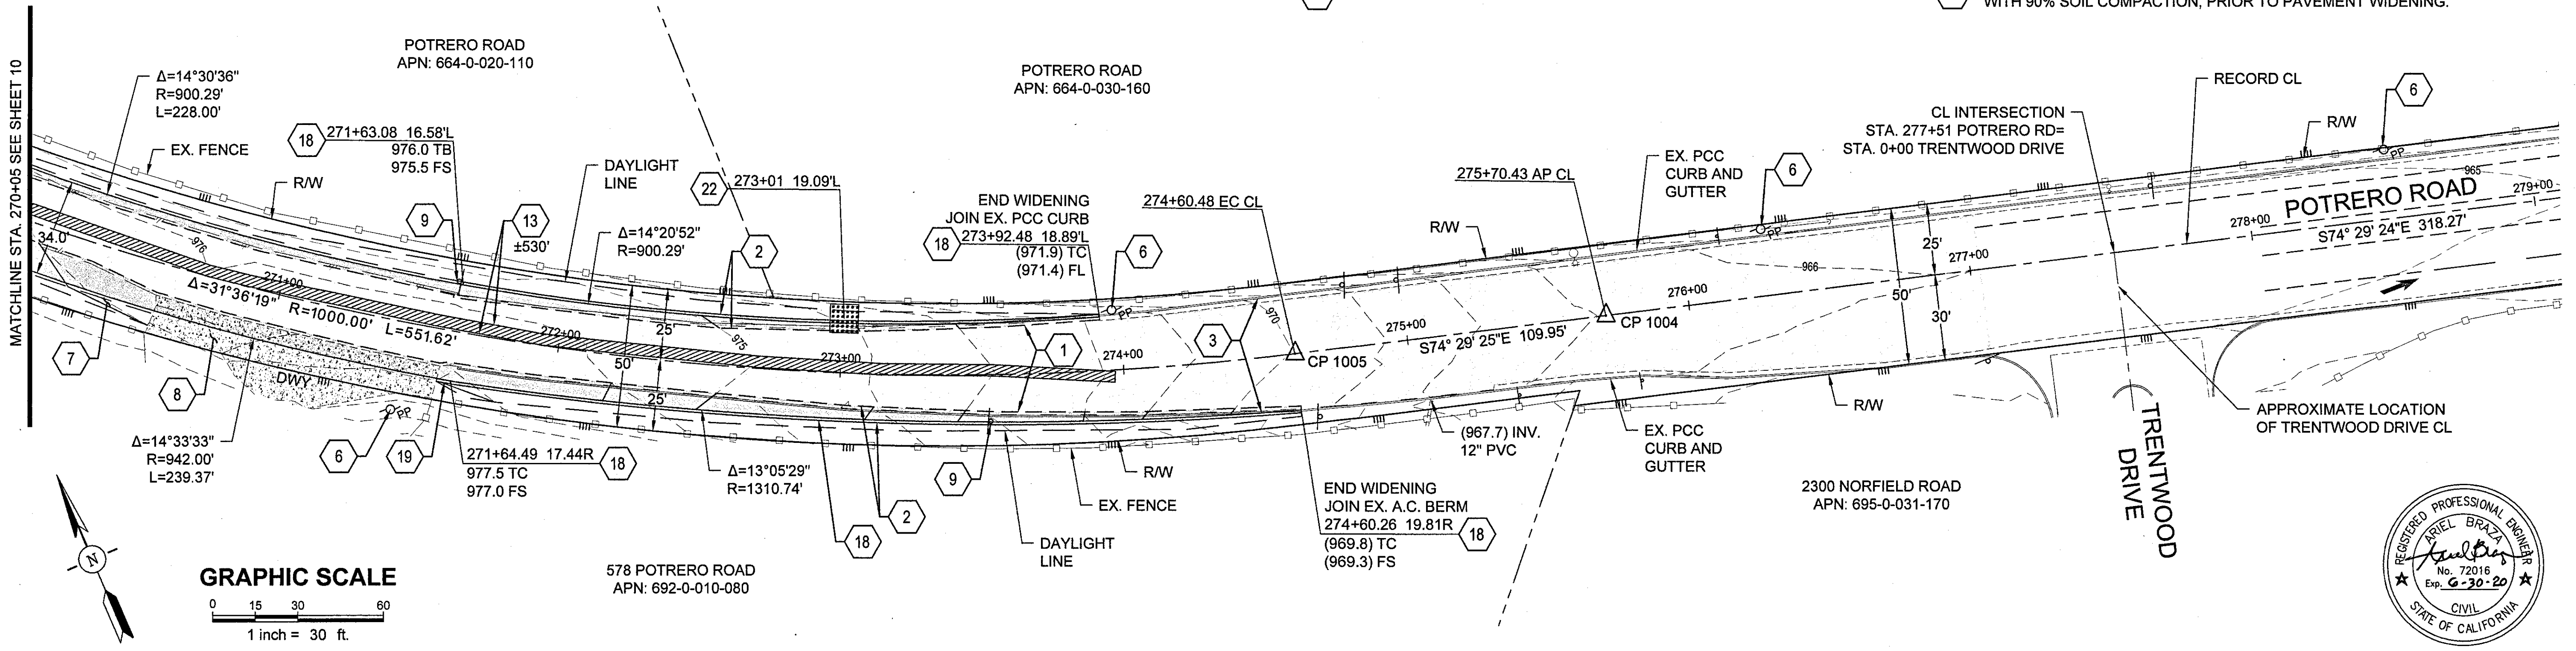 WITH 90% SOIL COMPACTION, PRIOR TO PAVEMENT WIDENING.
MATCHLINE STA. 270+05 SEE SHEET 10
POTRERO ROAD
APN: 664-0-020-110
Δ=14°30'36"
R=900.29'
L=228.00'
EX. FENCE
R/W
18
271+63.08 16.58'L
976.0 TB
975.5 FS
DAYLIGHT
LINE
9
13
±530'
Δ=14°20'52"
R=900.29'
22
273+01 19.09'L
2
POTRERO ROAD
APN: 664-0-030-160
END WIDENING
JOIN EX. PCC CURB
18
273+92.48 18.89'L
(971.9) TC
(971.4) FL
274+60.48 EC CL
6
PP
R/W
275+70.43 AP CL
EX. PCC
CURB AND
GUTTER
6
PP
CL INTERSECTION
STA. 277+51 POTRERO RD=
STA. 0+00 TRENTWOOD DRIVE
RECORD CL
R/W
6
PP
965
POTRERO ROAD
278+00
279+00
S74° 29' 24"E 318.27'
34.0'
976
271+00
Δ=31°36'19" R=1000.00' L=551.62'
272+00
25'
50'
25'
975
273+00
274+00
1
3
970
CP 1005
275+00
S74° 29' 25"E 109.95'
CP 1004
276+00
966
277+00
25'
50'
30'
7
8
DWY
PP
Δ=14°33'33"
R=942.00'
L=239.37'
6
19
271+64.49 17.44R
18
977.5 TC
977.0 FS
Δ=13°05'29"
R=1310.74'
18
2
9
DAYLIGHT
LINE
EX. FENCE
R/W
END WIDENING
JOIN EX. A.C. BERM
274+60.26 19.81R
18
(969.8) TC
(969.3) FS
(967.7) INV.
12" PVC
EX. PCC
CURB AND
GUTTER
R/W
2300 NORFIELD ROAD
APN: 695-0-031-170
TRENTWOOD
DRIVE
APPROXIMATE LOCATION
OF TRENTWOOD DRIVE CL
578 POTRERO ROAD
APN: 692-0-010-080
N
GRAPHIC SCALE
0 15 30 60
1 inch = 30 ft.
REGISTERED PROFESSIONAL ENGINEER
ARIEL BRAZA
No. 72016
Exp. 6-30-20
CIVIL
STATE OF CALIFORNIA